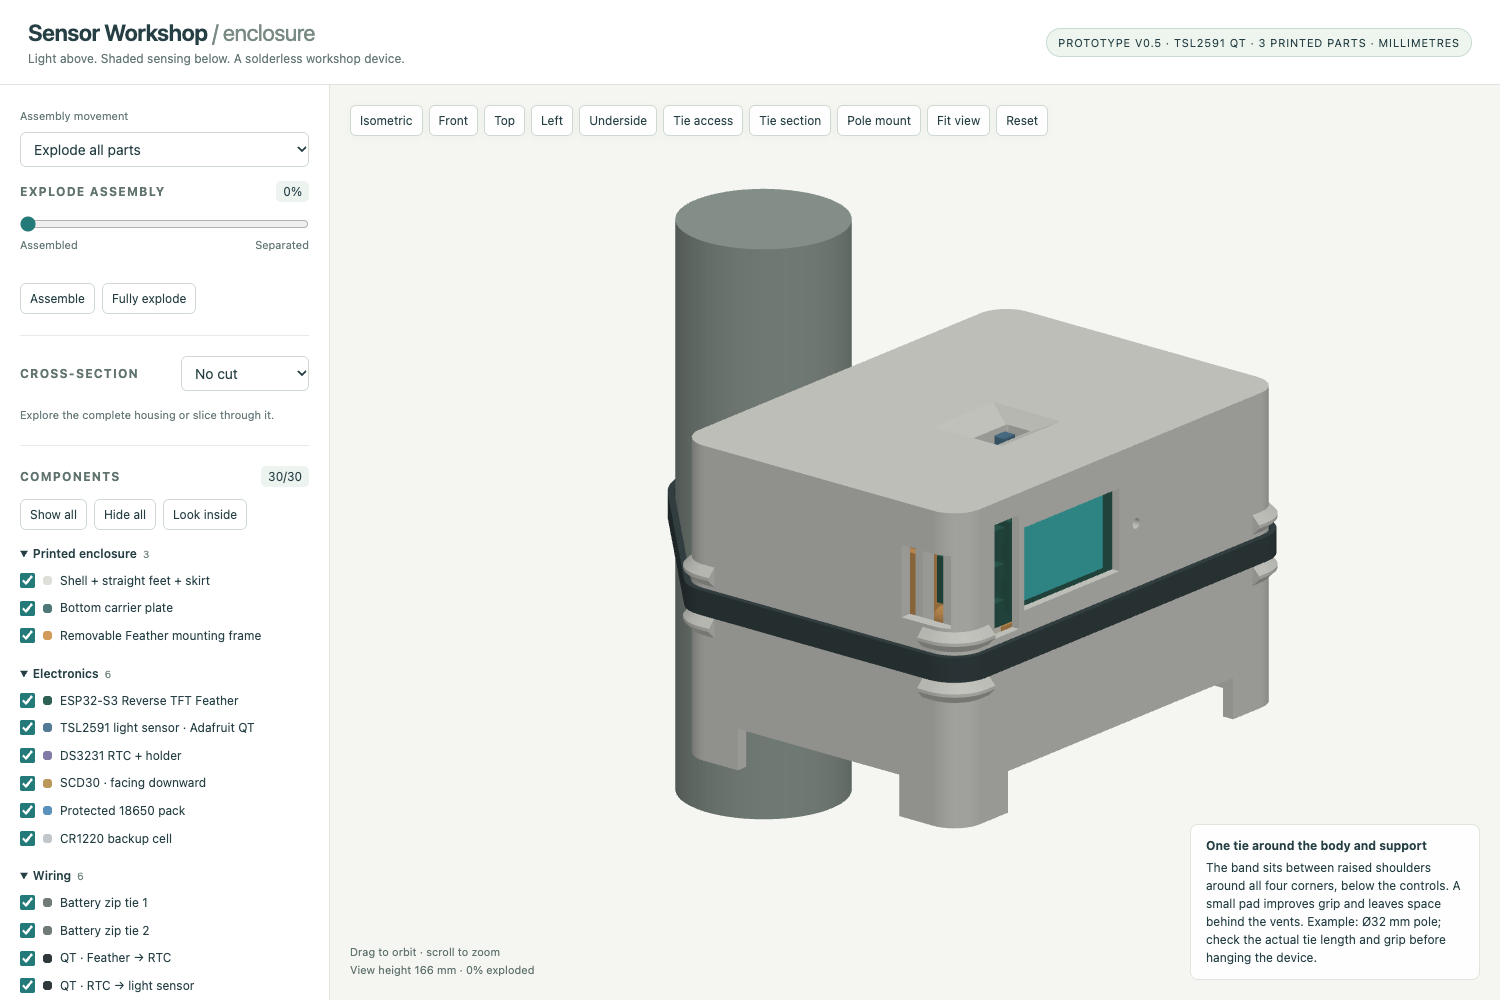 Sensor Workshop / enclosure
Light above. Shaded sensing below. A solderless workshop device.
PROTOTYPE V0.5 · TSL2591 QT · 3 PRINTED PARTS · MILLIMETRES
Assembly movement
Explode all parts
EXPLODE ASSEMBLY 0%
Assembled Separated
Assemble Fully explode
CROSS-SECTION No cut
Explore the complete housing or slice through it.
COMPONENTS 30/30
Show all Hide all Look inside
▼ Printed enclosure 3
Shell + straight feet + skirt
Bottom carrier plate
Removable Feather mounting frame
▼ Electronics 6
ESP32-S3 Reverse TFT Feather
TSL2591 light sensor · Adafruit QT
DS3231 RTC + holder
SCD30 · facing downward
Protected 18650 pack
CR1220 backup cell
▼ Wiring 6
Battery zip tie 1
Battery zip tie 2
QT · Feather → RTC
QT · RTC → light sensor
Isometric Front Top Left Underside Tie access Tie section Pole mount Fit view Reset
Drag to orbit · scroll to zoom
View height 166 mm · 0% exploded
One tie around the body and support
The band sits between raised shoulders
around all four corners, below the controls. A
small pad improves grip and leaves space
behind the vents. Example: Ø32 mm pole;
check the actual tie length and grip before
hanging the device.